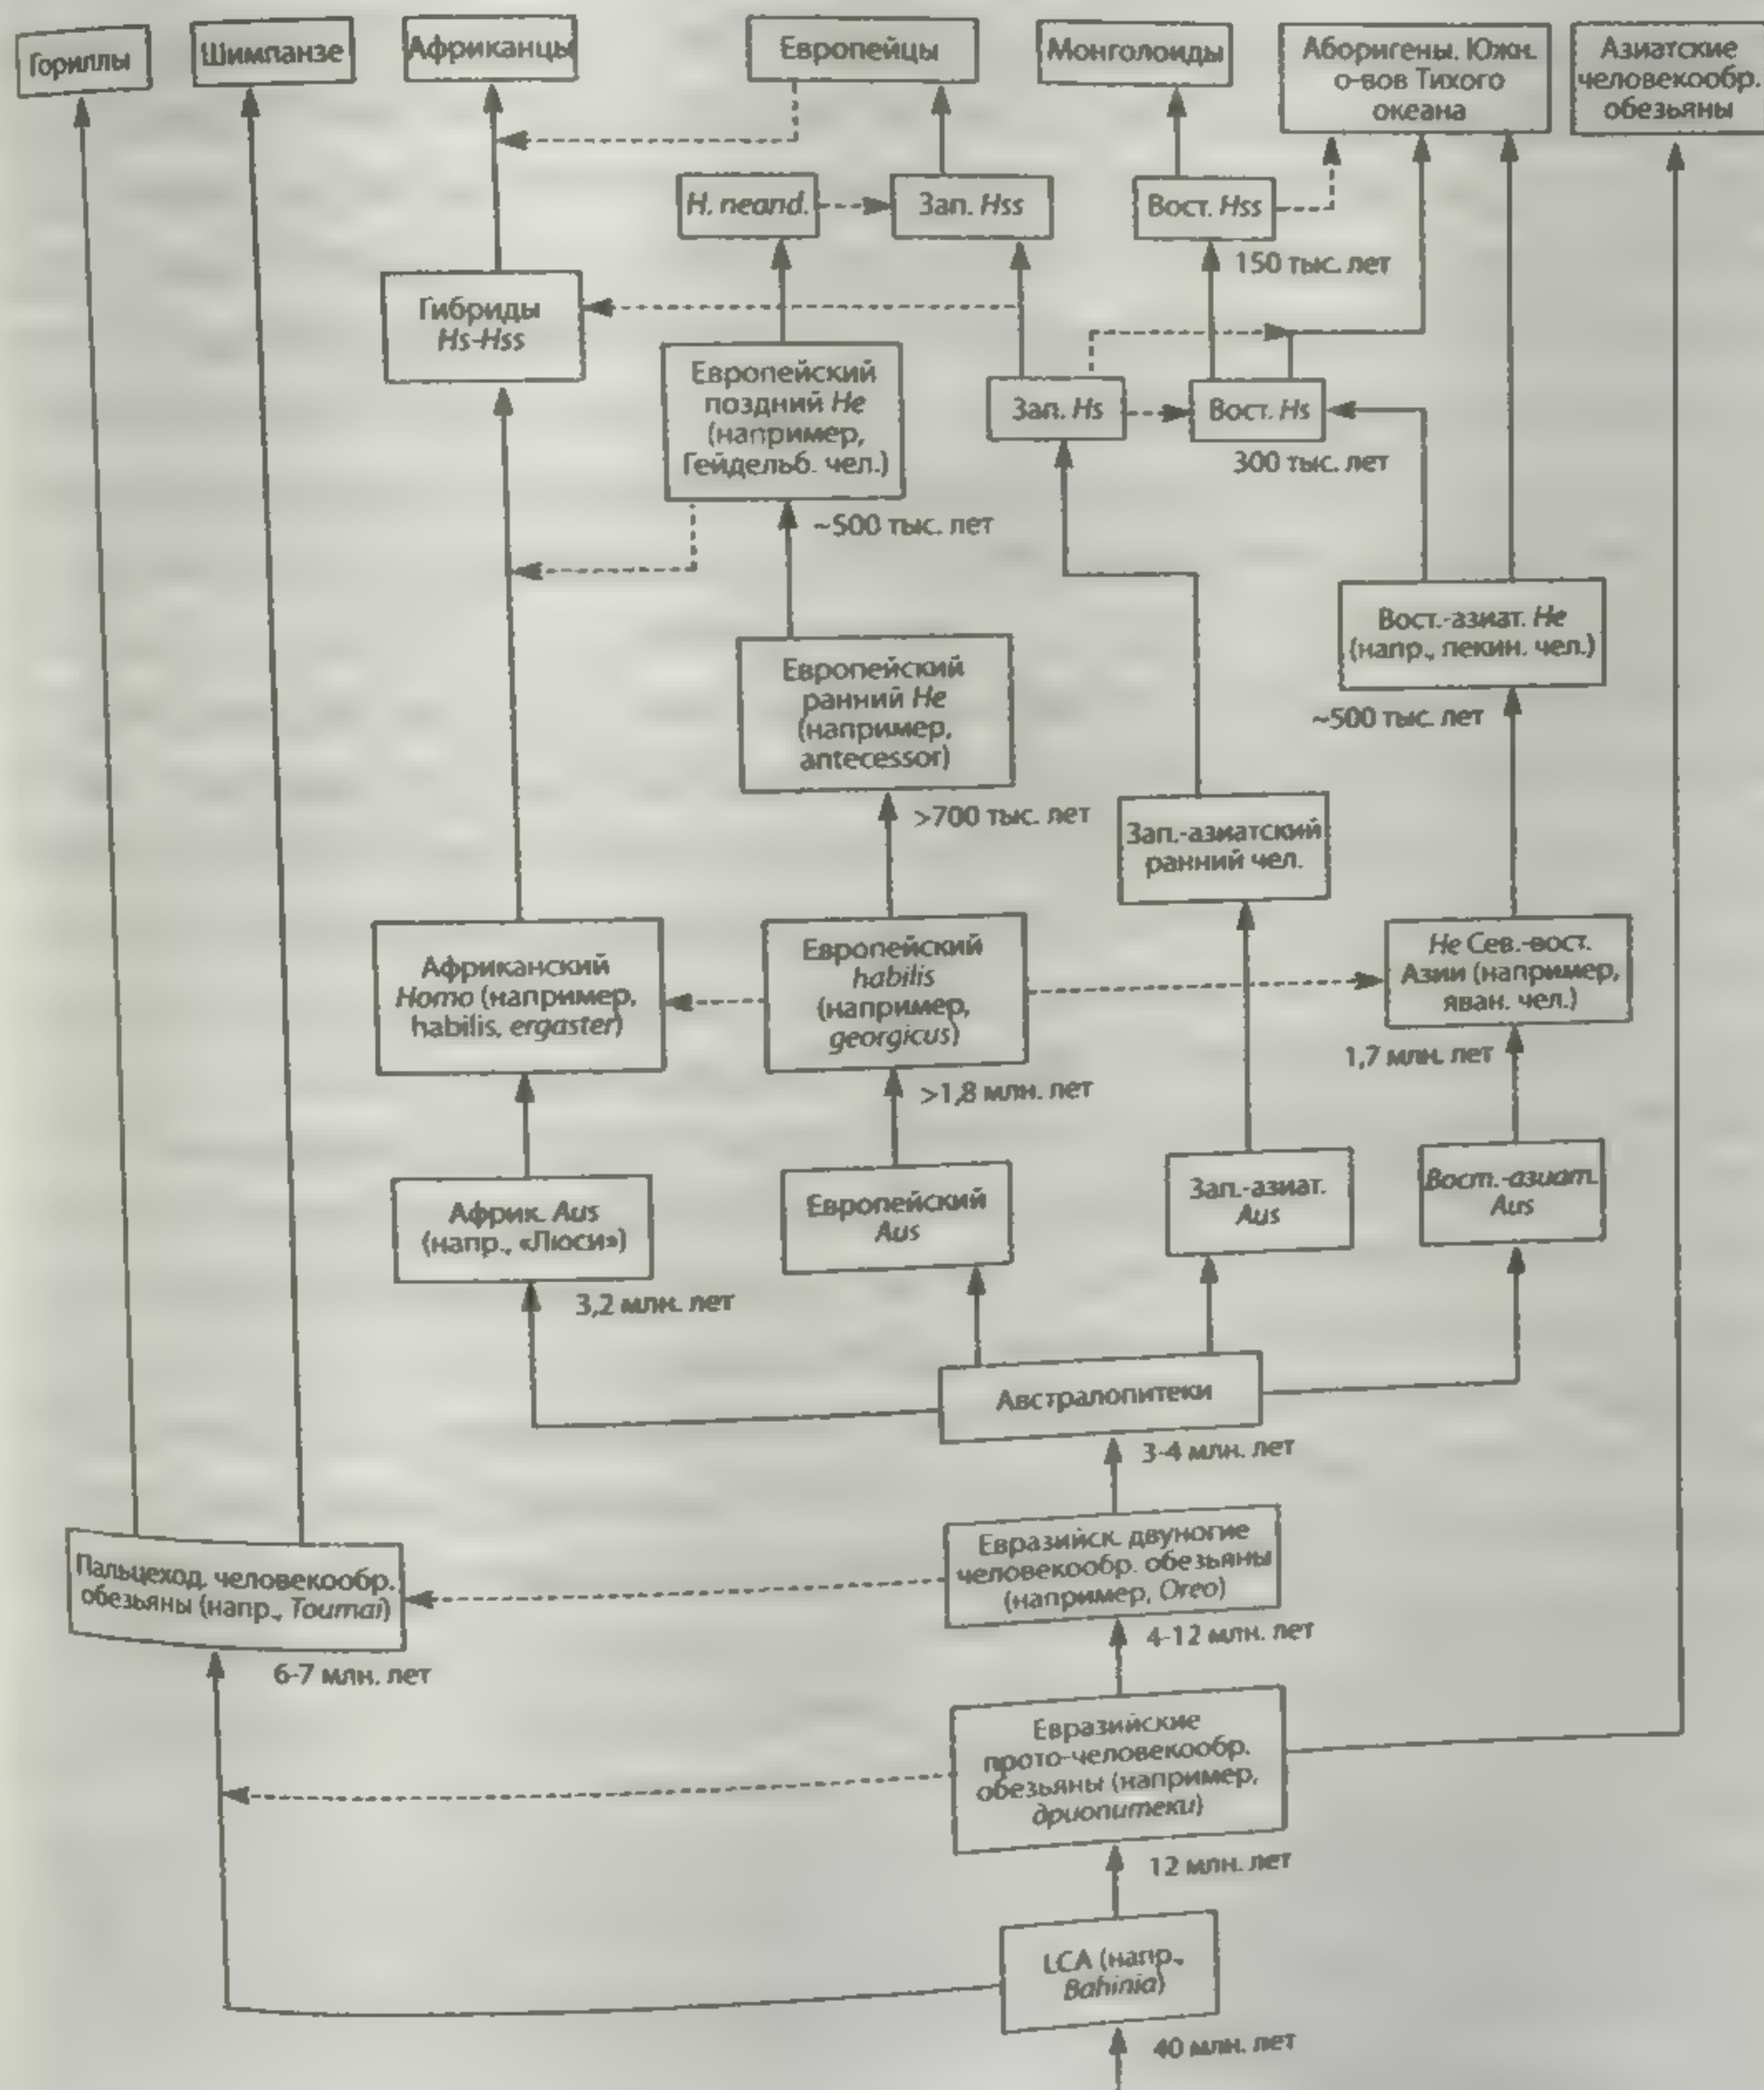 Гориллы
Шимпанзе
Африканцы
Европейцы
Монголоиды
Аборигены. Южн.
о-вов Тихого
океана
Азиатские
человекообр.
обезьяны
H. neand.
Зап. Hss
Вост. Hss
150 тыс. лет
Гибриды
Hs-Hss
Европейский
поздний He
(например,
Гейдельб. чел.)
~500 тыс. лет
Зап. Hs
Вост. Hs
300 тыс. лет
Вост.-азиат. He
(напр., пекин. чел.)
~500 тыс. лет
Европейский
ранний He
(например,
antecessor)
>700 тыс. лет
Зап.-азиатский
ранний чел.
Африканский
Homo (например,
habilis, ergaster)
Европейский
habilis
(например,
georgicus)
>1,8 млн. лет
He Сев.-вост.
Азии (например,
яван. чел.)
1,7 млн. лет
Африк. Aus
(напр., «Люси»)
3,2 млн. лет
Европейский
Aus
Зап.-азиат.
Aus
Вост.-азиат.
Aus
Австралопитеки
3-4 млн. лет
Пальцеход. человекообр.
обезьяны (напр., Toumai)
6-7 млн. лет
Евразийск. двуногие
человекообр. обезьяны
(например, Oreo)
4-12 млн. лет
Евразийские
прото-человекообр.
обезьяны (например,
дриопитеки)
12 млн. лет
LCA (напр.,
Bahinia)
40 млн. лет